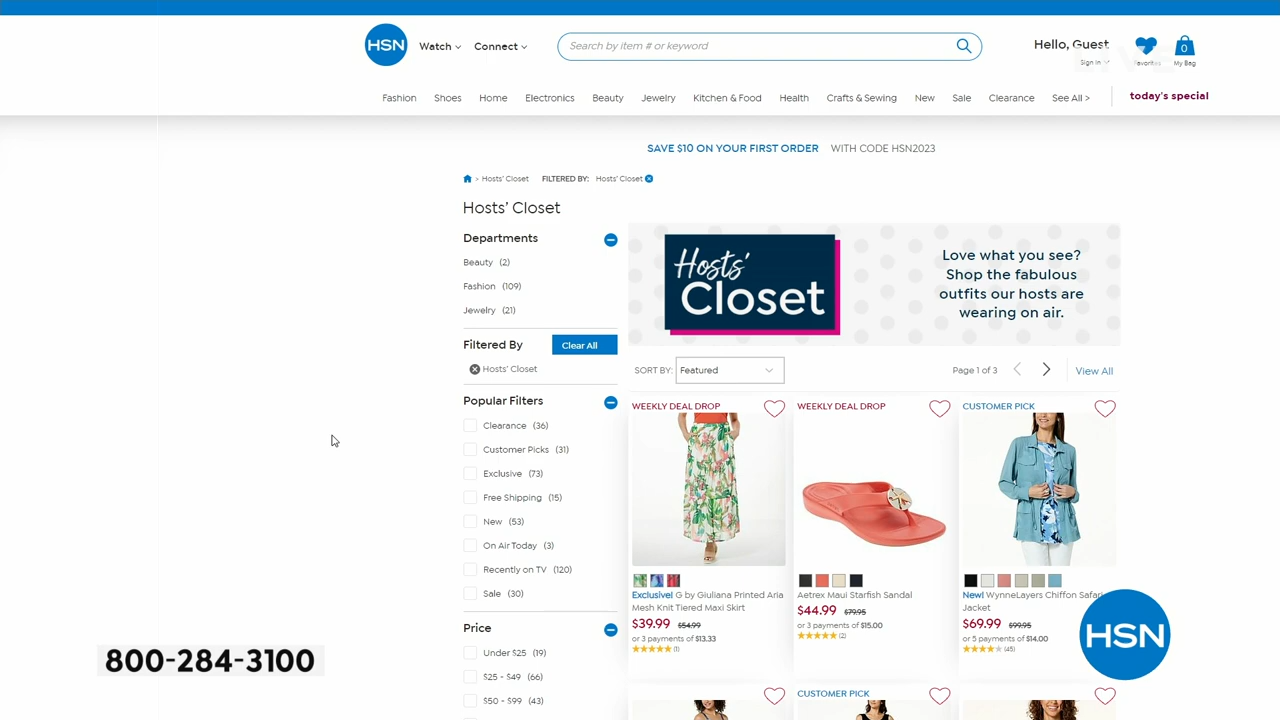 HSN
Watch
Connect
Search by item # or keyword
Hello, Guest
Sign In
Favorites
0
My Bag
Fashion
Shoes
Home
Electronics
Beauty
Jewelry
Kitchen & Food
Health
Crafts & Sewing
New
Sale
Clearance
See All >
today's special
SAVE $10 ON YOUR FIRST ORDER WITH CODE HSN2023
> Hosts' Closet FILTERED BY: Hosts' Closet
Hosts' Closet
Departments
Beauty (2)
Fashion (109)
Jewelry (21)
Filtered By
Clear All
Hosts' Closet
Popular Filters
Clearance (36)
Customer Picks (31)
Exclusive (73)
Free Shipping (15)
New (53)
On Air Today (3)
Recently on TV (120)
Sale (30)
Price
Under $25 (19)
$25 - $49 (66)
$50 - $99 (43)
Hosts'
Closet
Love what you see?
Shop the fabulous
outfits our hosts are
wearing on air.
SORT BY: Featured
Page 1 of 3
View All
WEEKLY DEAL DROP
Exclusive! G by Giuliana Printed Aria
Mesh Knit Tiered Maxi Skirt
$39.99 $54.99
or 3 payments of $13.33
(1)
WEEKLY DEAL DROP
Aetrex Maui Starfish Sandal
$44.99 $79.95
or 3 payments of $15.00
(2)
CUSTOMER PICK
New! WynneLayers Chiffon Safari
Jacket
$69.99 $99.95
or 5 payments of $14.00
(45)
CUSTOMER PICK
800-284-3100
HSN